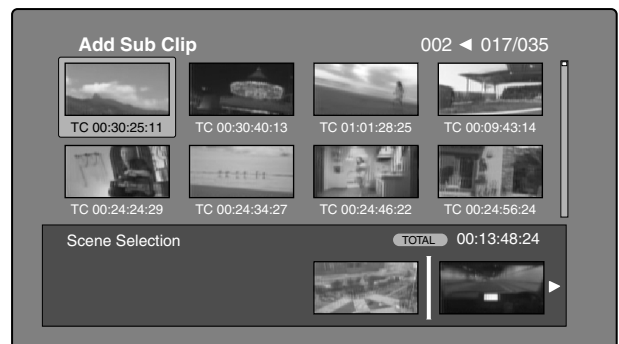 Add Sub Clip 002 ◄ 017/035
TC 00:30:25:11 TC 00:30:40:13 TC 01:01:28:25 TC 00:09:43:14
TC 00:24:24:29 TC 00:24:34:27 TC 00:24:46:22 TC 00:24:56:24
Scene Selection TOTAL 00:13:48:24